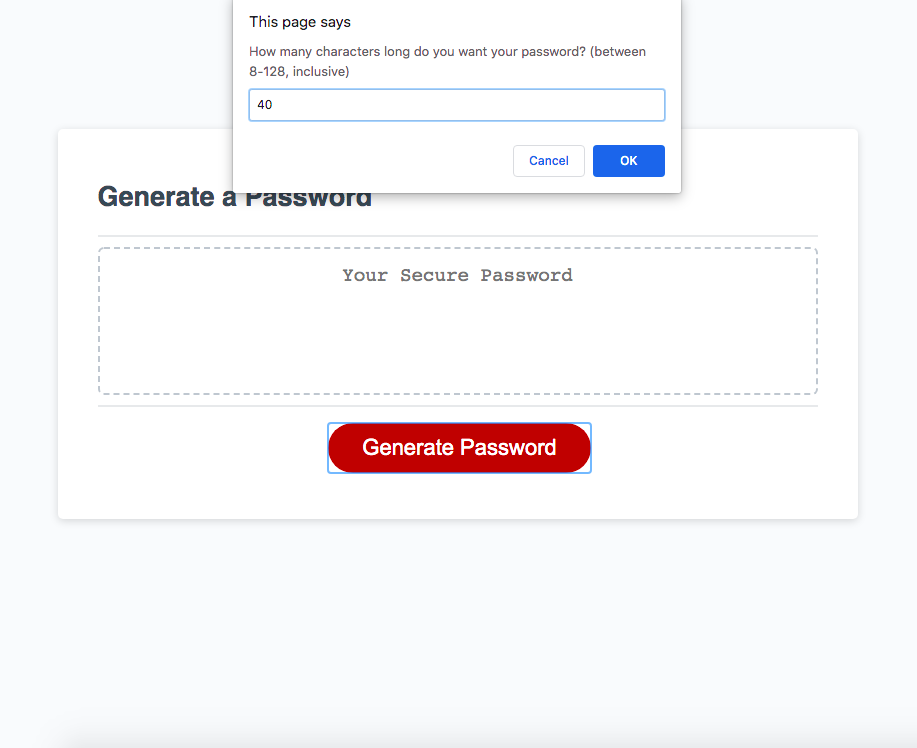 This page says
How many characters long do you want your password? (between
8-128, inclusive)
40
Cancel
OK
Generate a Password
Your Secure Password
Generate Password